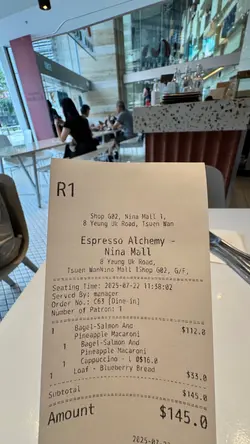 R1
Shop G02, Nina Mall 1,
8 Yeung Uk Road, Tsuen Wan
Espresso Alchemy -
Nina Mall
8 Yeung Uk Road,
Tsuen WanNina Mall 1Shop G02, G/F,
Seating Time: 2025-07-22 11:38:02
Served By: manager
Order No.: C63 [Dine-in]
Number of Patron: 1
1 Bagel-Salmon And $112.0
Pineapple Macaroni
1 Bagel-Salmon And
Pineapple Macaroni
1 Cappuccino - L @$16.0
1 Loaf - Blueberry Bread $33.0
Subtotal $145.0
Amount $145.0